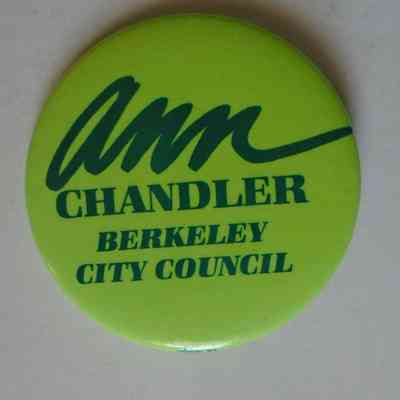 ann
CHANDLER
BERKELEY
CITY COUNCIL